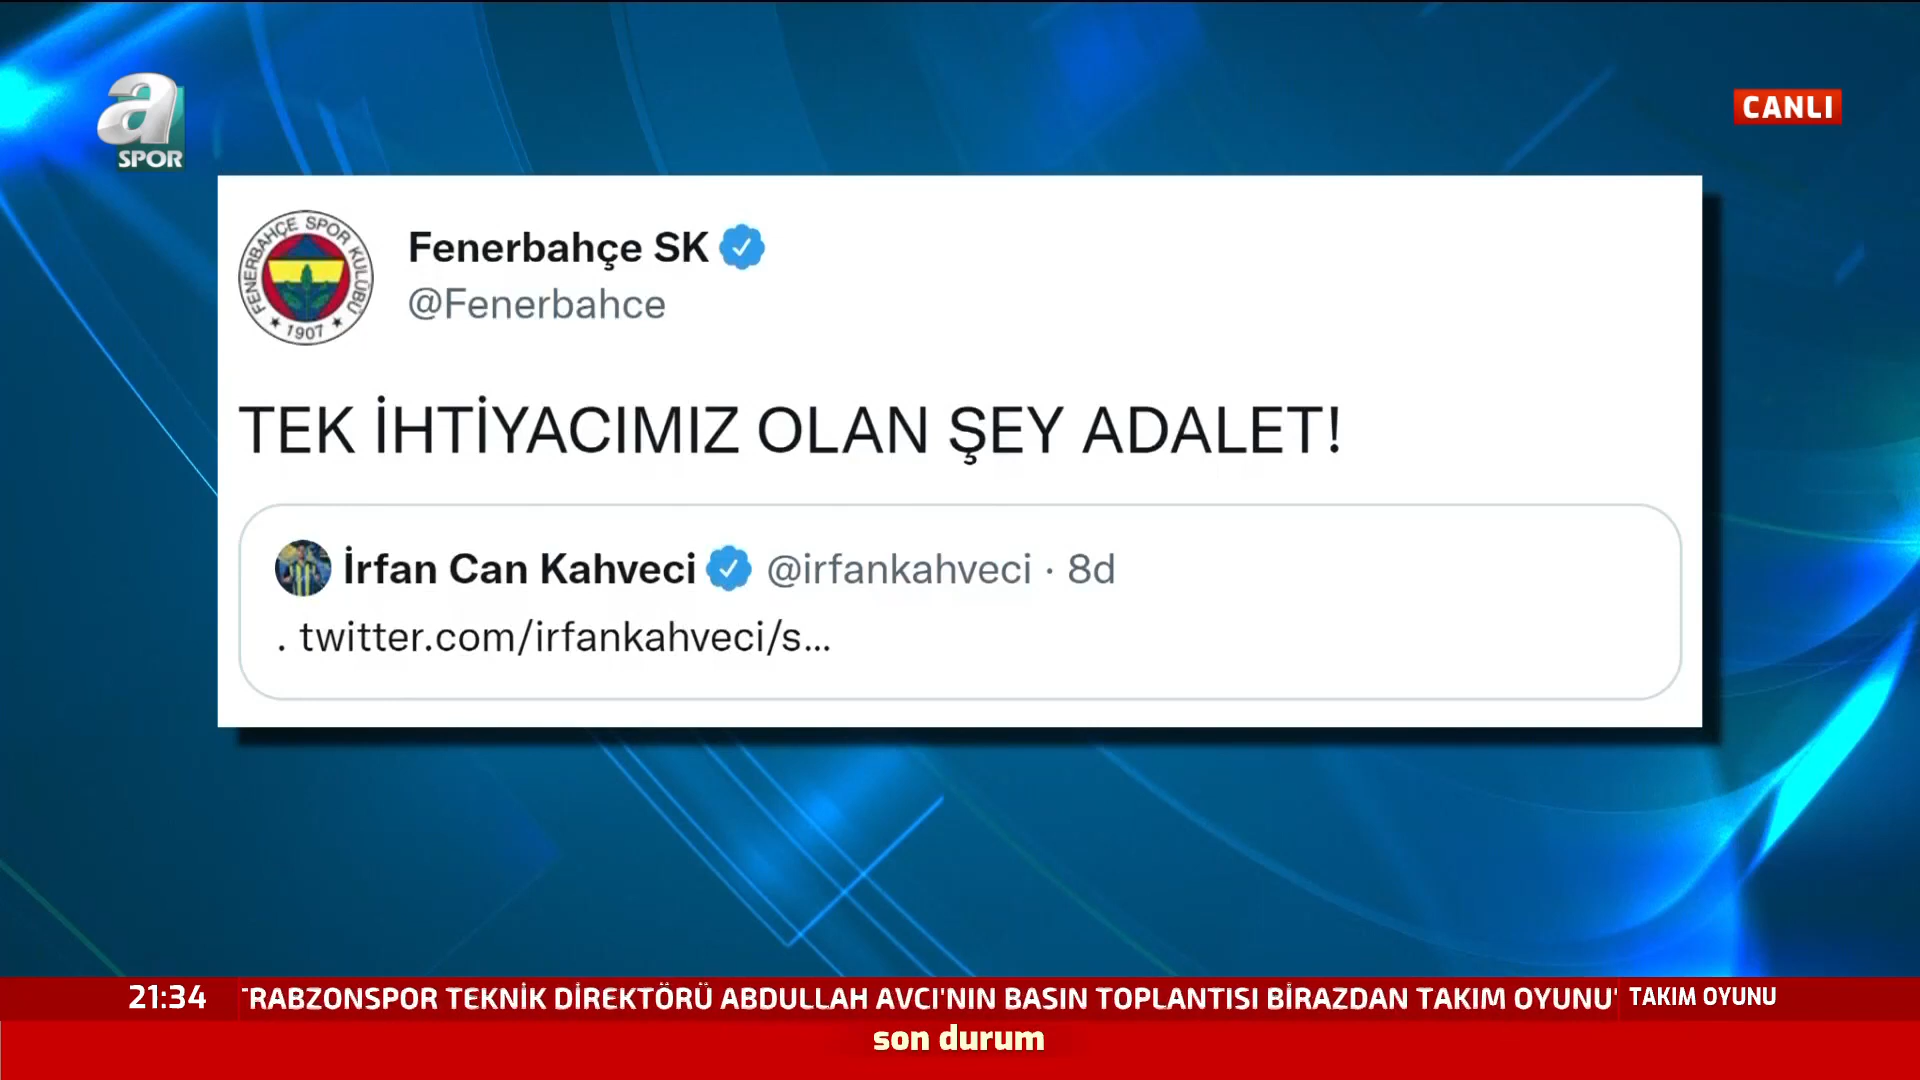 a
SPOR
CANLI
FENERBAHÇE SPOR KULÜBÜ
★ 1907 ★
Fenerbahçe SK
@Fenerbahce
TEK İHTİYACIMIZ OLAN ŞEY ADALET!
İrfan Can Kahveci @irfankahveci · 8d
. twitter.com/irfankahveci/s...
21:34 TRABZONSPOR TEKNİK DİREKTÖRÜ ABDULLAH AVCI'NIN BASIN TOPLANTISI BİRAZDAN TAKIM OYUNU' TAKIM OYUNU
son durum